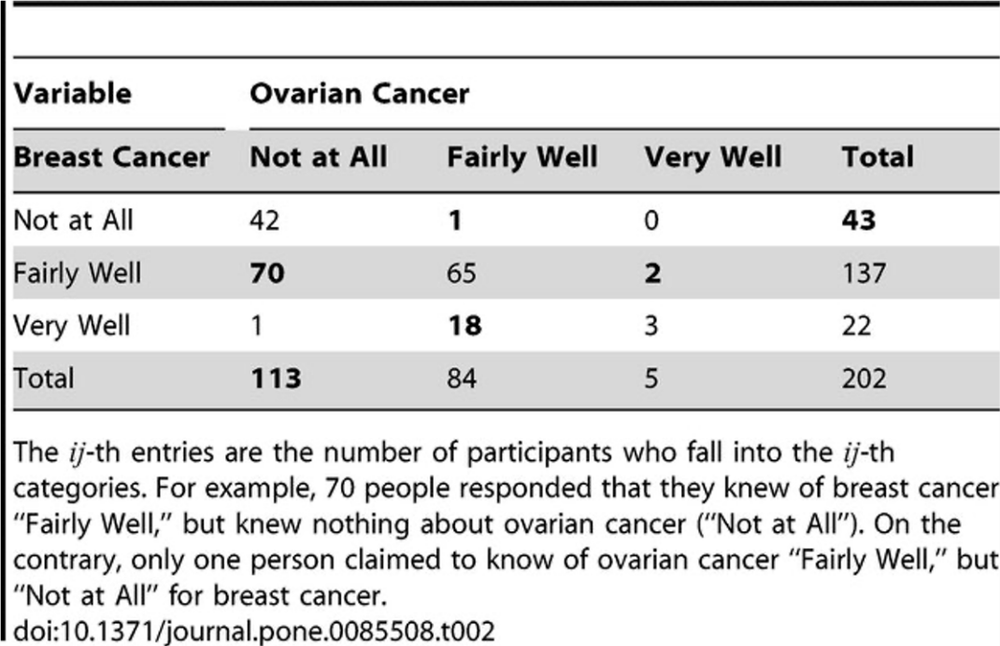 Variable Ovarian Cancer
Breast Cancer Not at All Fairly Well Very Well Total
Not at All 42 1 0 43
Fairly Well 70 65 2 137
Very Well 1 18 3 22
Total 113 84 5 202
The ij-th entries are the number of participants who fall into the ij-th
categories. For example, 70 people responded that they knew of breast cancer
“Fairly Well,” but knew nothing about ovarian cancer (“Not at All”). On the
contrary, only one person claimed to know of ovarian cancer “Fairly Well,” but
“Not at All” for breast cancer.
doi:10.1371/journal.pone.0085508.t002